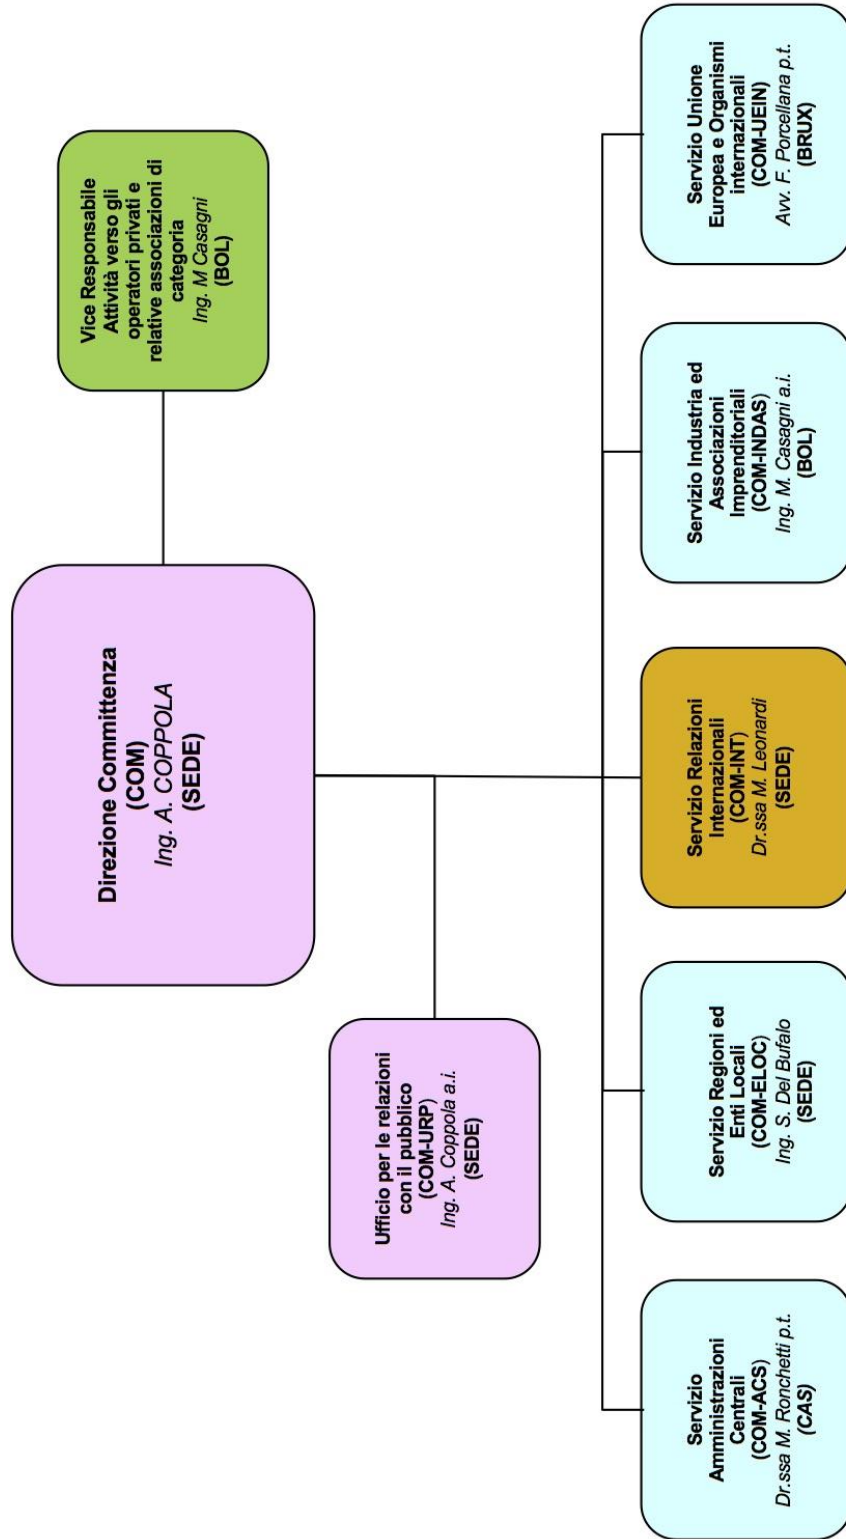 Direzione Committenza
(COM)
Ing. A. COPPOLA
(SEDE)
Vice Responsabile
Attività verso gli
operatori privati e
relative associazioni di
categoria
Ing. M Casagni
(BOL)
Ufficio per le relazioni
con il pubblico
(COM-URP)
Ing. A. Coppola a.i.
(SEDE)
Servizio
Amministrazioni
Centrali
(COM-ACS)
Dr.ssa M. Ronchetti p.t.
(CAS)
Servizio Regioni ed
Enti Locali
(COM-ELOC)
Ing. S. Del Bufalo
(SEDE)
Servizio Relazioni
Internazionali
(COM-INT)
Dr.ssa M. Leonardi
(SEDE)
Servizio Industria ed
Associazioni
Imprenditoriali
(COM-INDAS)
Ing. M. Casagni a.i.
(BOL)
Servizio Unione
Europea e Organismi
internazionali
(COM-UEIN)
Avv. F. Porcellana p.t.
(BRUX)